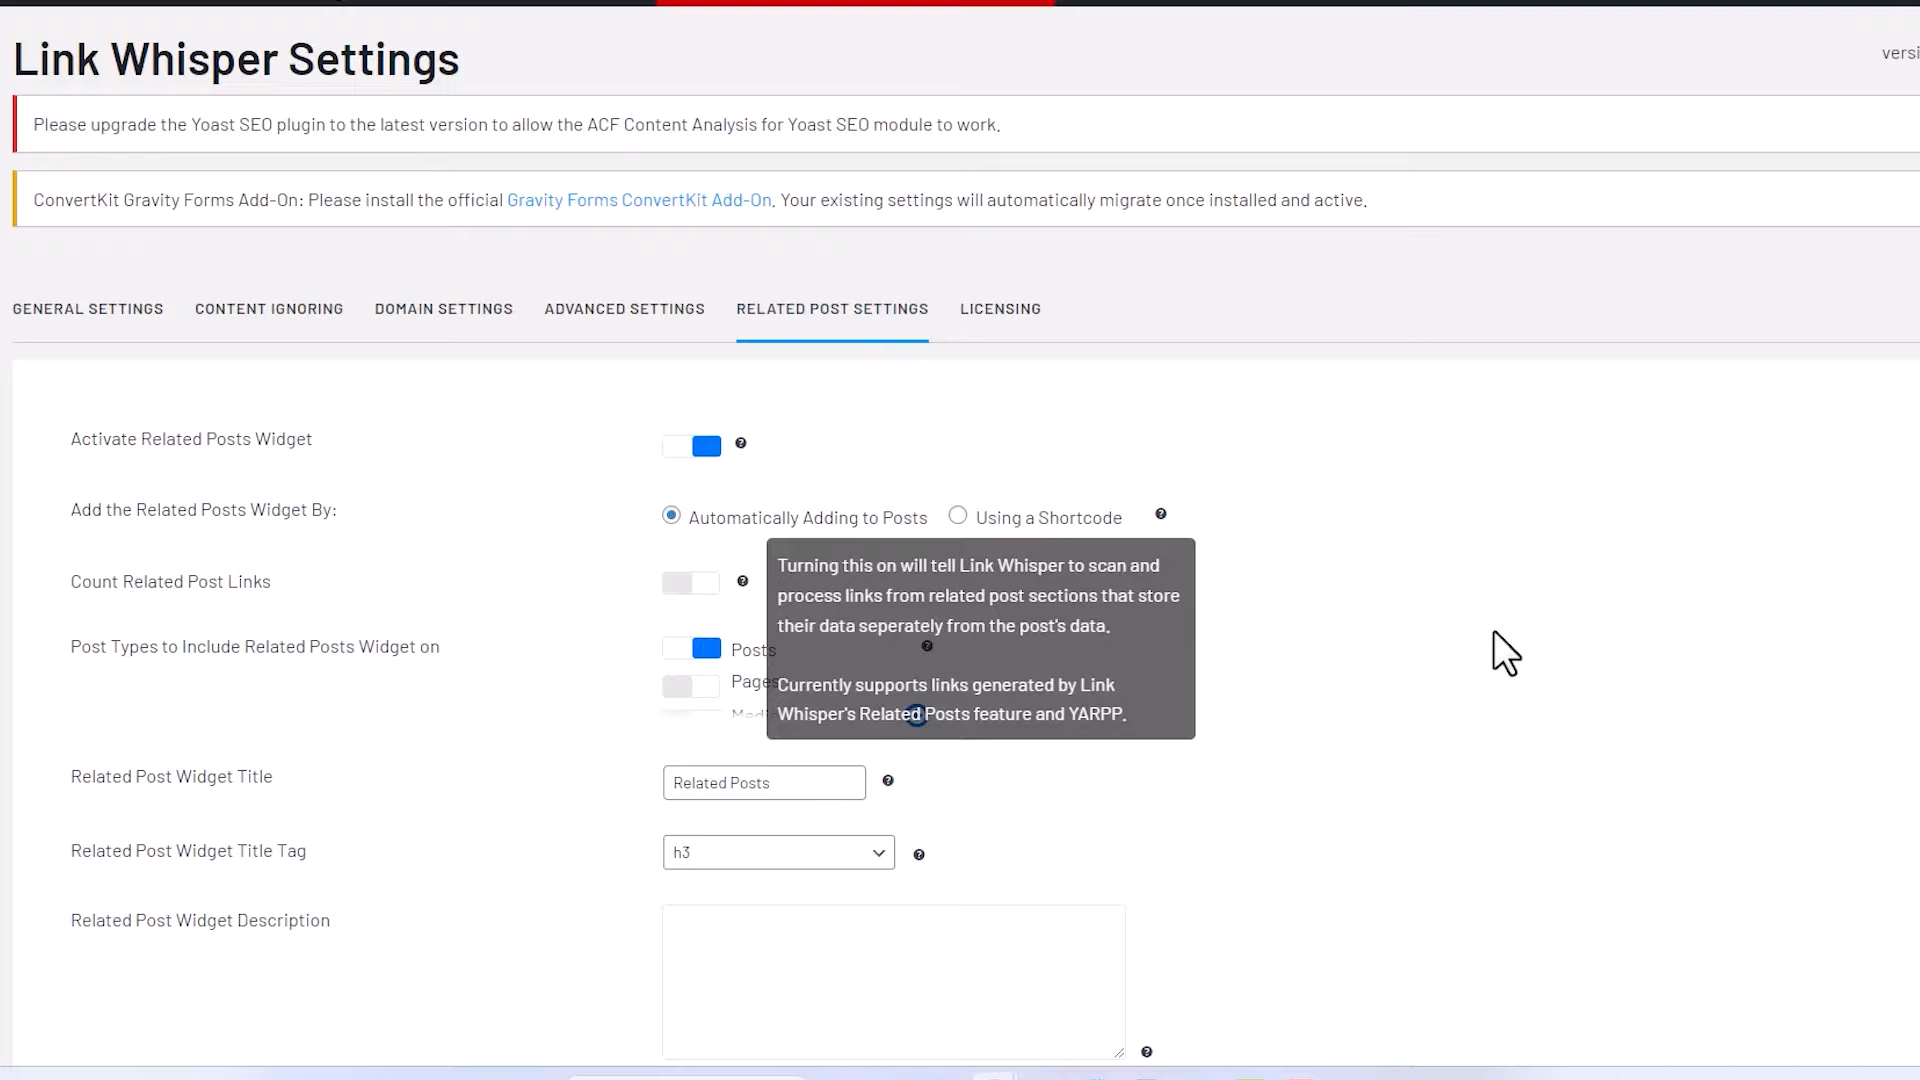 Link Whisper Settings
Please upgrade the Yoast SEO plugin to the latest version to allow the ACF Content Analysis for Yoast SEO module to work.
ConvertKit Gravity Forms Add-On: Please install the official Gravity Forms ConvertKit Add-On. Your existing settings will automatically migrate once installed and active.
GENERAL SETTINGS CONTENT IGNORING DOMAIN SETTINGS ADVANCED SETTINGS RELATED POST SETTINGS LICENSING
Activate Related Posts Widget
Add the Related Posts Widget By: Automatically Adding to Posts Using a Shortcode
Count Related Post Links
Turning this on will tell Link Whisper to scan and
process links from related post sections that store
their data seperately from the post's data.
Currently supports links generated by Link
Whisper's Related Posts feature and YARPP.
Post Types to Include Related Posts Widget on Posts
Pages
Related Post Widget Title Related Posts
Related Post Widget Title Tag h3
Related Post Widget Description